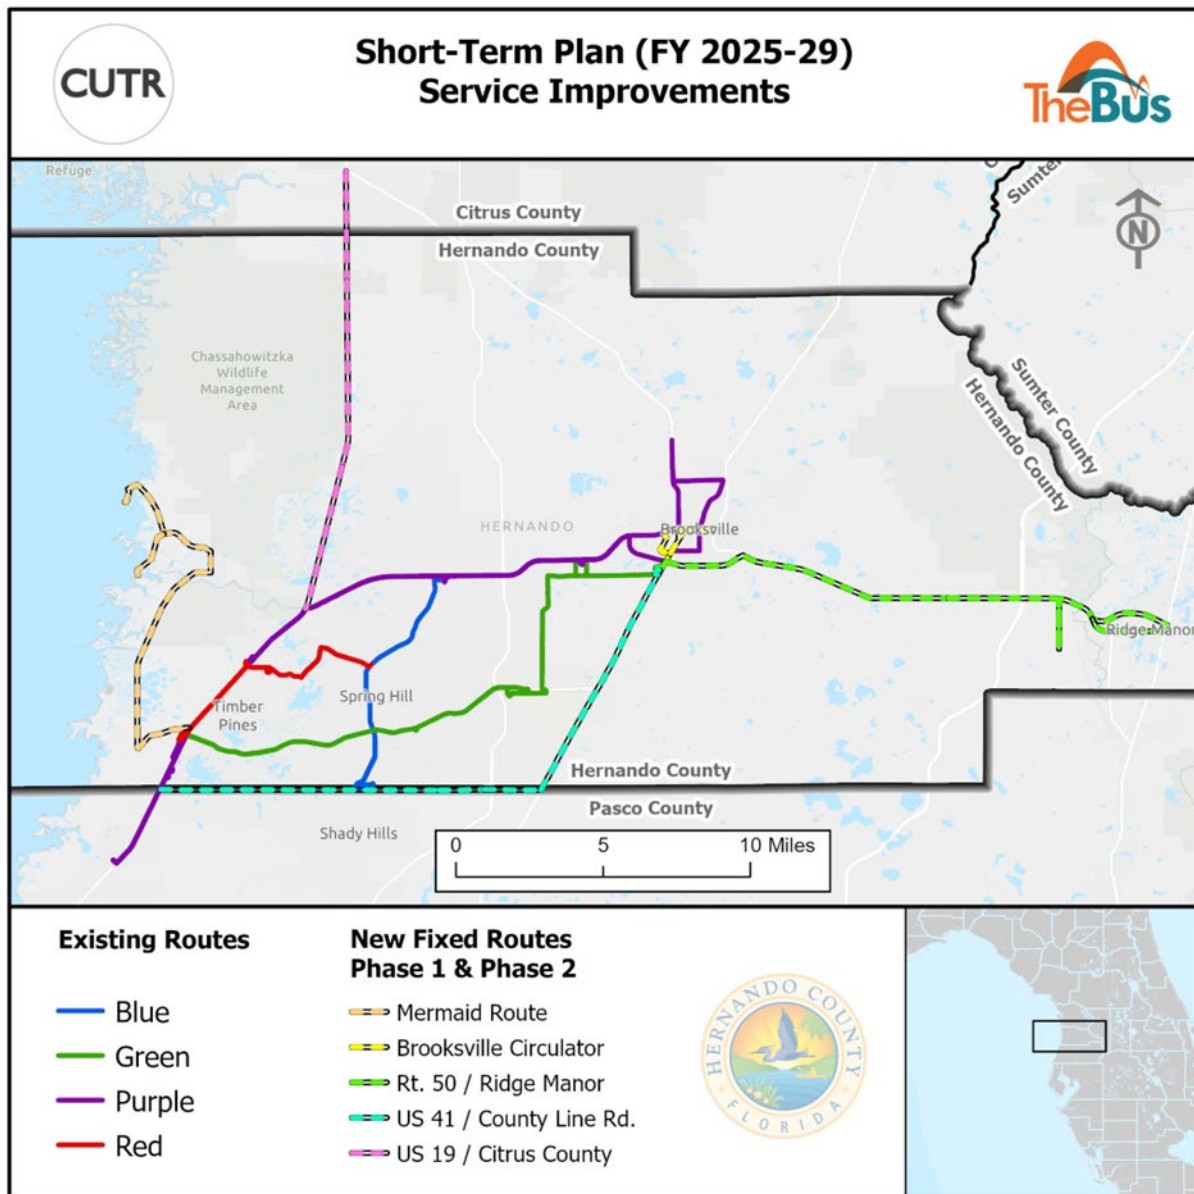 CUTR
Short-Term Plan (FY 2025-29)
Service Improvements
TheBus
Refuge
Citrus County
Hernando County
Sumter
N
Chassahowitzka
Wildlife
Management
Area
Sumter County
Hernando County
HERNANDO
Brooksville
Ridge Manor
Spring Hill
Timber
Pines
Hernando County
Pasco County
Shady Hills
0 5 10 Miles
Existing Routes
Blue
Green
Purple
Red
New Fixed Routes
Phase 1 & Phase 2
Mermaid Route
Brooksville Circulator
Rt. 50 / Ridge Manor
US 41 / County Line Rd.
US 19 / Citrus County
HERNANDO COUNTY
FLORIDA